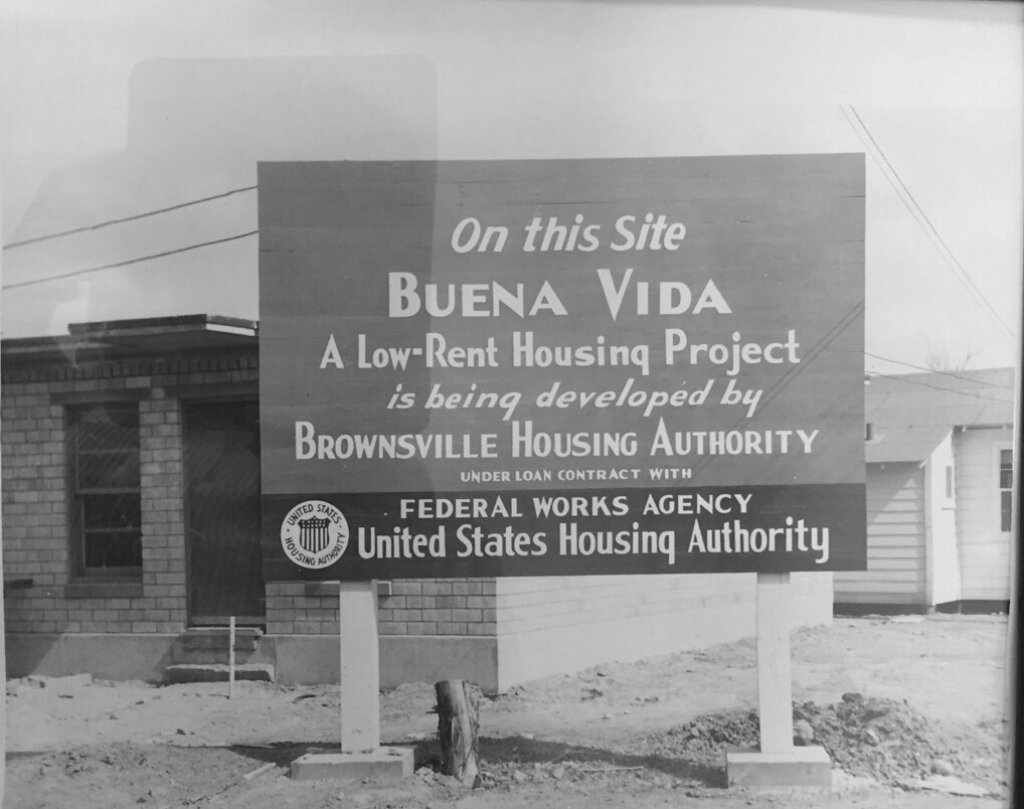 On this Site
BUENA VIDA
A LOW-RENT HOUSING PROJECT
is being developed by
BROWNSVILLE HOUSING AUTHORITY
UNDER LOAN CONTRACT WITH
FEDERAL WORKS AGENCY
United States Housing Authority
UNITED STATES
HOUSING AUTHORITY